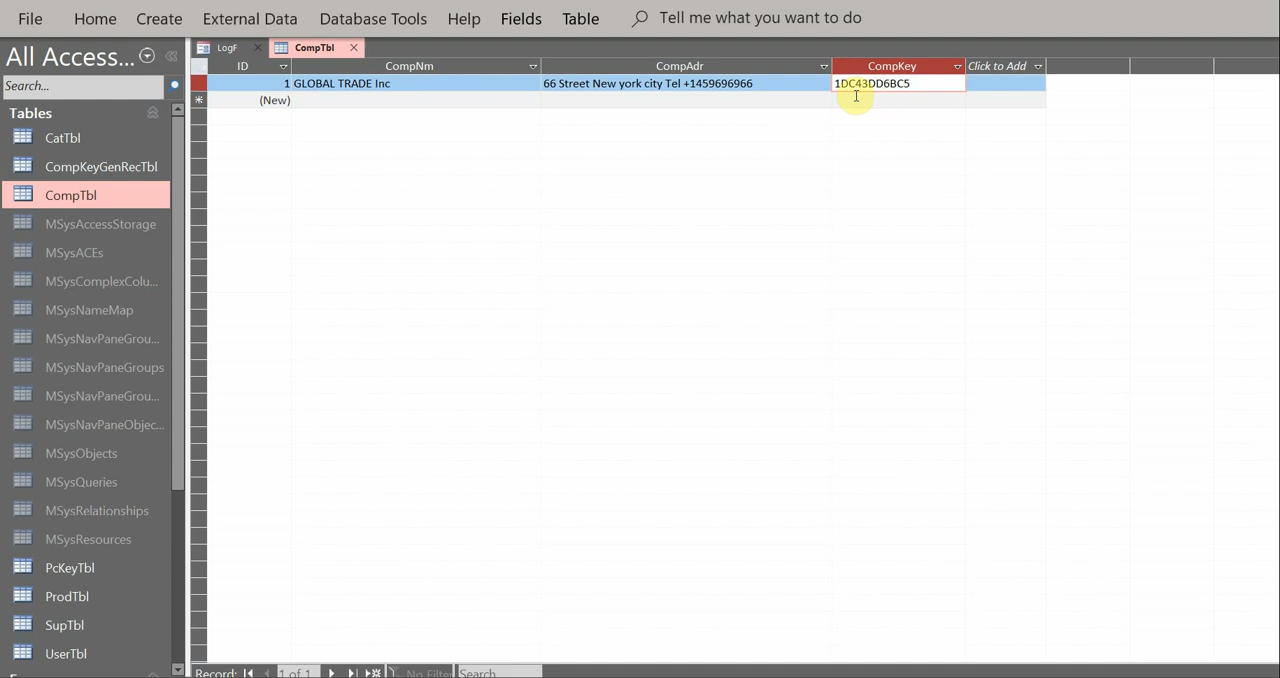 File Home Create External Data Database Tools Help Fields Table Tell me what you want to do
All Access...
LogF CompTbl
ID CompNm CompAdr CompKey Click to Add
Search...
1 GLOBAL TRADE Inc 66 Street New york city Tel +1459696966 1DC43DD6BC5
(New)
Tables
CatTbl
CompKeyGenRecTbl
CompTbl
MSysAccessStorage
MSysACEs
MSysComplexColu...
MSysNameMap
MSysNavPaneGrou...
MSysNavPaneGroups
MSysNavPaneGrou...
MSysNavPaneObjec...
MSysObjects
MSysQueries
MSysRelationships
MSysResources
PcKeyTbl
ProdTbl
SupTbl
UserTbl
Record: 1 of 1 No Filter Search